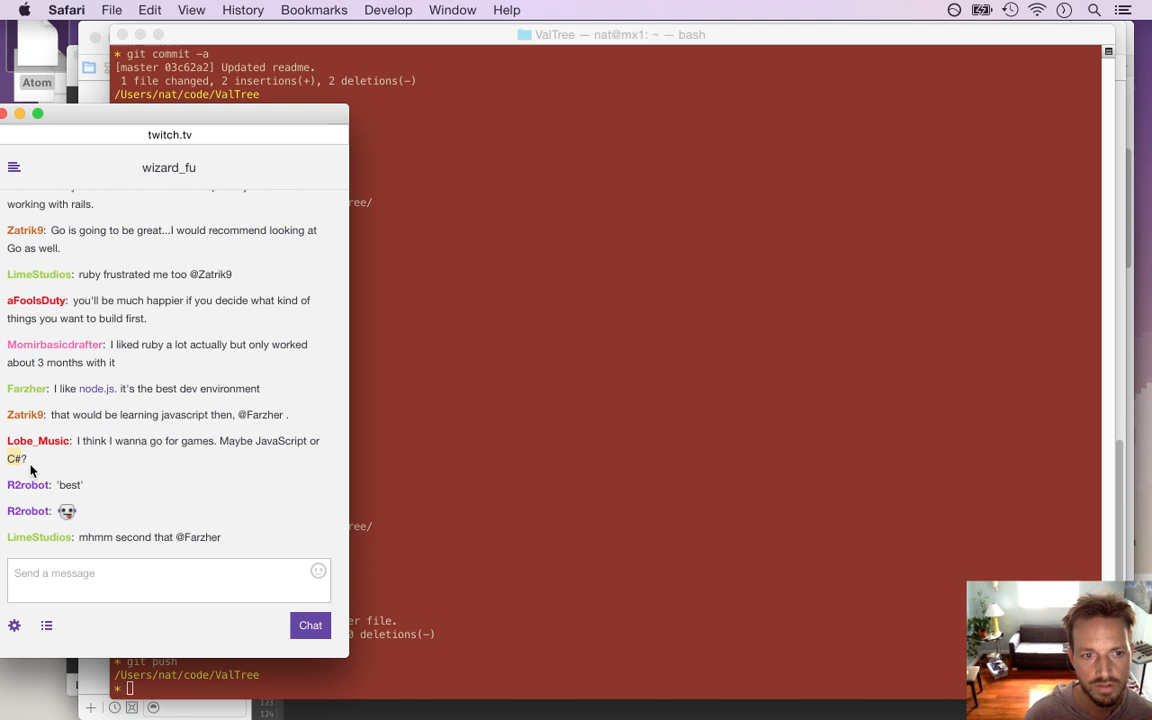 Safari File Edit View History Bookmarks Develop Window Help
Atom
ValTree — nat@mx1: ~ — bash
* git commit -a
[master 03c62a2] Updated readme.
1 file changed, 2 insertions(+), 2 deletions(-)
/Users/nat/code/ValTree
twitch.tv
wizard_fu
working with rails.
ree/
Zatrik9: Go is going to be great...I would recommend looking at
Go as well.
LimeStudios: ruby frustrated me too @Zatrik9
aFoolsDuty: you'll be much happier if you decide what kind of
things you want to build first.
Momirbasicdrafter: I liked ruby a lot actually but only worked
about 3 months with it
Farzher: I like node.js. it's the best dev environment
Zatrik9: that would be learning javascript then, @Farzher .
Lobe_Music: I think I wanna go for games. Maybe JavaScript or
C#?
R2robot: 'best'
R2robot:
LimeStudios: mhmm second that @Farzher
ree/
Send a message
Chat
er file.
deletions(-)
* git push
/Users/nat/code/ValTree
*
123
124